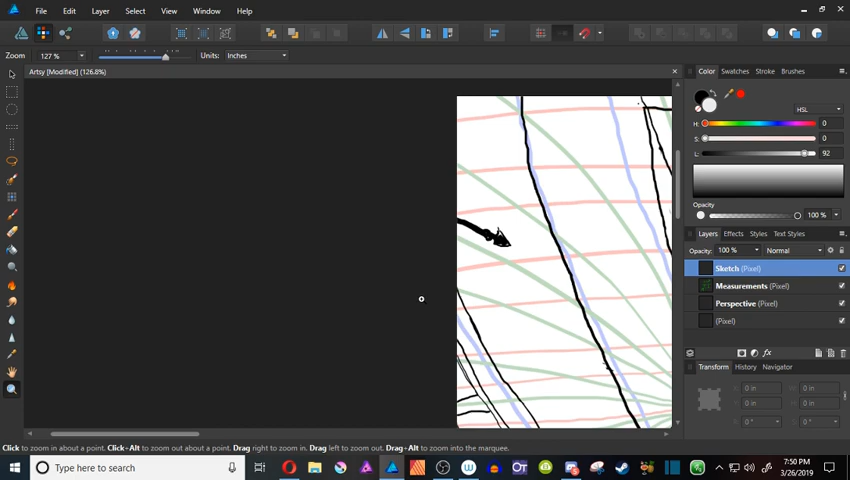 File Edit Layer Select View Window Help
Zoom 127 % Units: Inches
Artsy [Modified] (126.8%)
Color Swatches Stroke Brushes
HSL
H: 0
S: 0
L: 92
Opacity
100 %
Layers Effects Styles Text Styles
Opacity: 100 % Normal
Sketch (Pixel)
Measurements (Pixel)
Perspective (Pixel)
(Pixel)
fx
Transform History Navigator
X: 0 in W: 0 in
Y: 0 in H: 0 in
0 ° 0 °
Click to zoom in about a point. Click+Alt to zoom out about a point. Drag right to zoom in. Drag left to zoom out. Drag+Alt to zoom into the marquee.
Type here to search
7:50 PM
3/26/2019